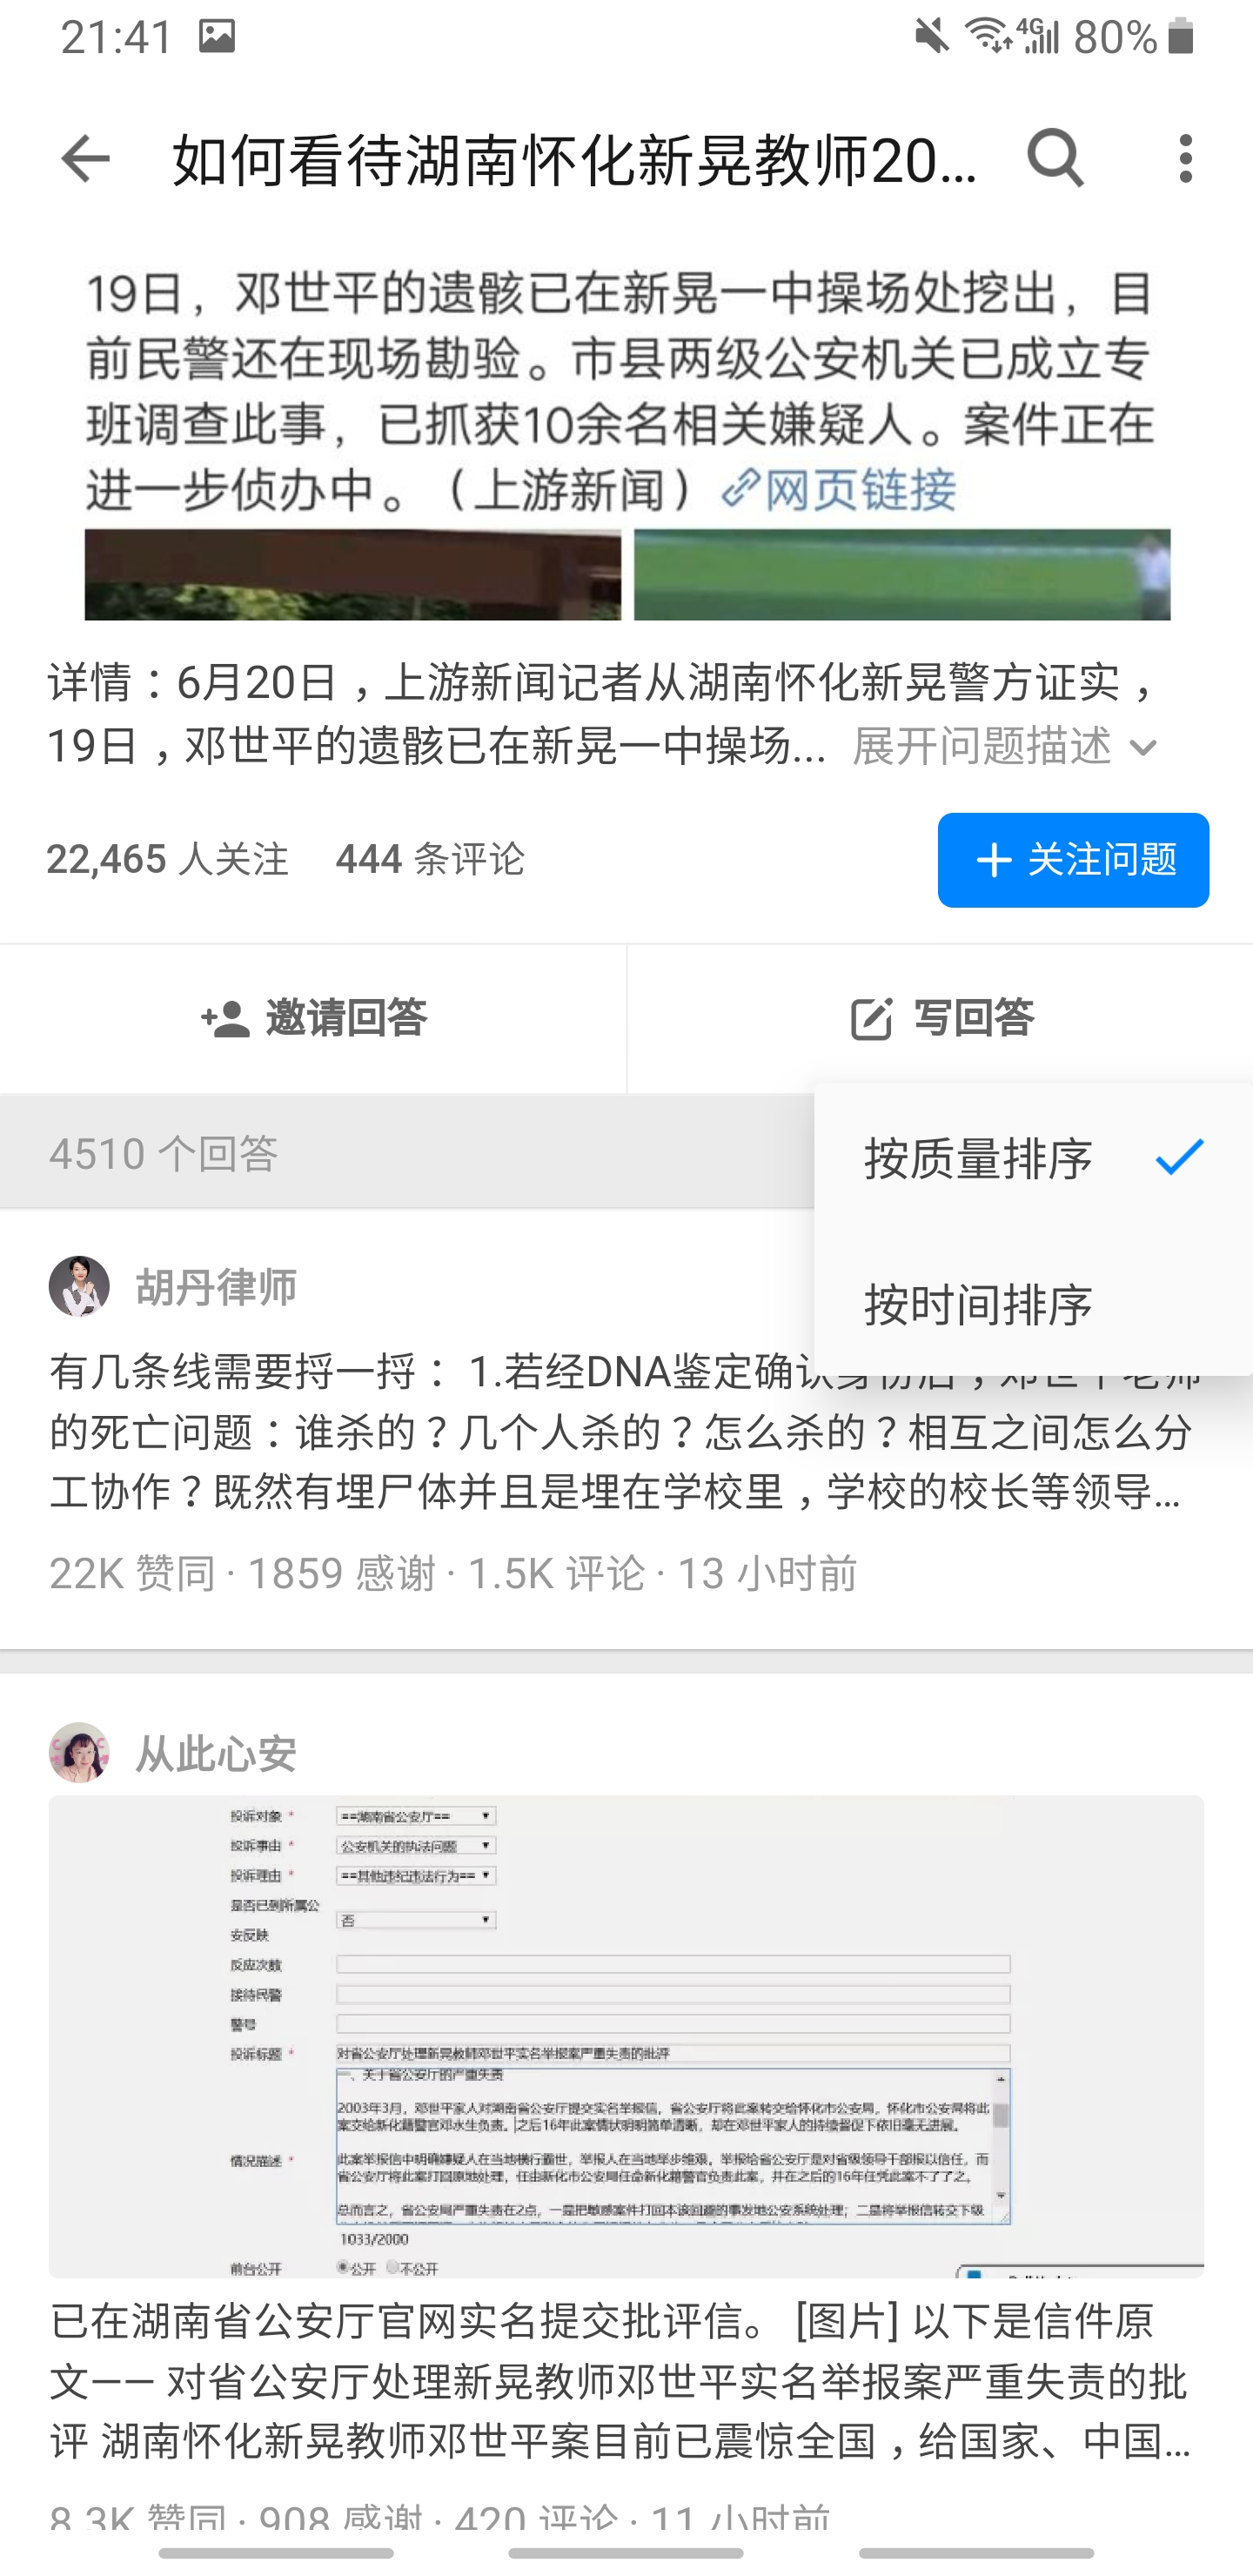 21:41
4G 80%
如何看待湖南怀化新晃教师20...
19日，邓世平的遗骸已在新晃一中操场处挖出，目
前民警还在现场勘验。市县两级公安机关已成立专
班调查此事，已抓获10余名相关嫌疑人。案件正在
进一步侦办中。（上游新闻）网页链接
详情：6月20日，上游新闻记者从湖南怀化新晃警方证实，
19日，邓世平的遗骸已在新晃一中操场... 展开问题描述
22,465 人关注 444 条评论
关注问题
邀请回答
写回答
4510 个回答
按质量排序
按时间排序
胡丹律师
有几条线需要捋一捋： 1.若经DNA鉴定确认身份后，邓世平老师
的死亡问题：谁杀的？几个人杀的？怎么杀的？相互之间怎么分
工协作？既然有埋尸体并且是埋在学校里，学校的校长等领导...
22K 赞同 · 1859 感谢 · 1.5K 评论 · 13 小时前
从此心安
投诉对象 * ==湖南省公安厅==
投诉事由 * 公安机关的执法问题
投诉理由 * ==其他违纪违法行为==
是否已到所属公
安反映
否
反应次数
接待民警
警号
投诉标题 * 对省公安厅处理新晃教师邓世平实名举报案严重失责的批评
一、关于省公安厅的严重失责
2003年3月，邓世平家人对湖南省公安厅提交实名举报信，省公安厅将此案转交给怀化市公安局，怀化市公安局将此
案交给新化籍警官邓水生负责。之后16年此案情状明明简单清晰，却在邓世平家人的持续督促下依旧毫无进展。
情况描述 *
此案举报信中明确嫌疑人在当地横行霸世，举报人在当地举步维艰。举报给省公安厅是对省级领导干部报以信任，而
省公安厅将此案打回原地处理，任由新化市公安局任命新化籍警官负责此案，并在之后的16年任凭此案不了了之。
总而言之，省公安局严重失责在2点，一是把敏感案件打回本该回避的事发地公安系统处理；二是将举报信转交下级
1033/2000
前台公开 公开 不公开
已在湖南省公安厅官网实名提交批评信。 [图片] 以下是信件原
文—— 对省公安厅处理新晃教师邓世平实名举报案严重失责的批
评 湖南怀化新晃教师邓世平案目前已震惊全国，给国家、中国...
8.3K 赞同 · 908 感谢 · 420 评论 · 11 小时前